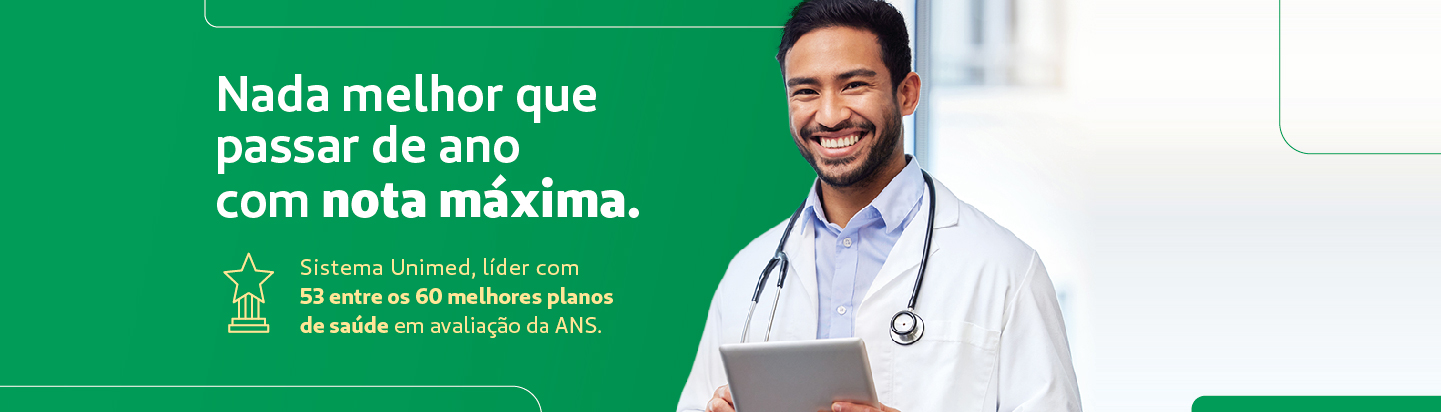 Nada melhor que
passar de ano
com nota máxima.
Sistema Unimed, líder com
53 entre os 60 melhores planos
de saúde em avaliação da ANS.